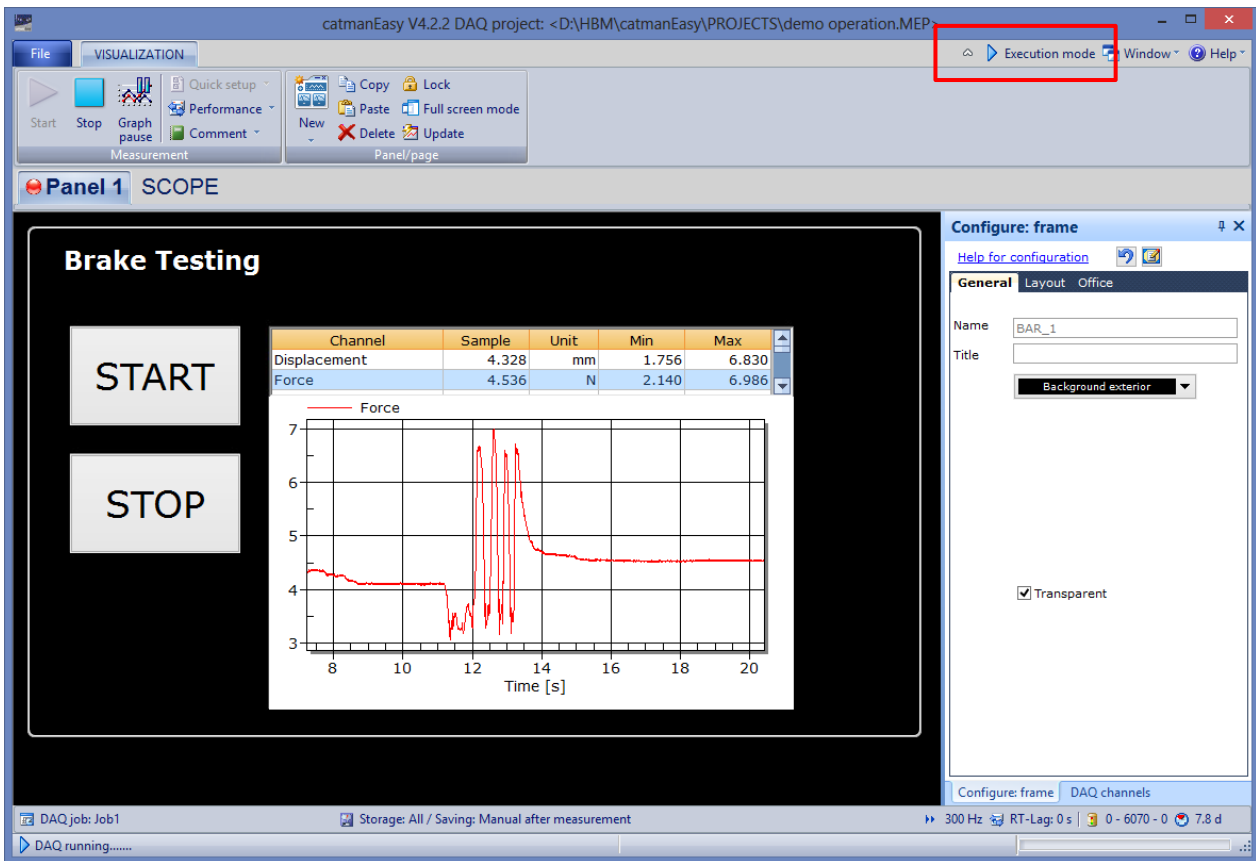 catmanEasy V4.2.2 DAQ project: <D:\HBM\catmanEasy\PROJECTS\demo operation.MEP>
File VISUALIZATION Execution mode Window Help
Start Stop Graph pause
Quick setup
Performance
Comment
Measurement
New
Copy Lock
Paste Full screen mode
Delete Update
Panel/page
Panel 1 SCOPE
Brake Testing
START
STOP
Channel Sample Unit Min Max
Displacement 4.328 mm 1.756 6.830
Force 4.536 N 2.140 6.986
Force
7
6
5
4
3
8 10 12 14 16 18 20
Time [s]
Configure: frame
Help for configuration
General Layout Office
Name BAR_1
Title
Background exterior
Transparent
Configure: frame DAQ channels
DAQ job: Job1 Storage: All / Saving: Manual after measurement 300 Hz RT-Lag: 0 s 0 - 6070 - 0 7.8 d
DAQ running.......